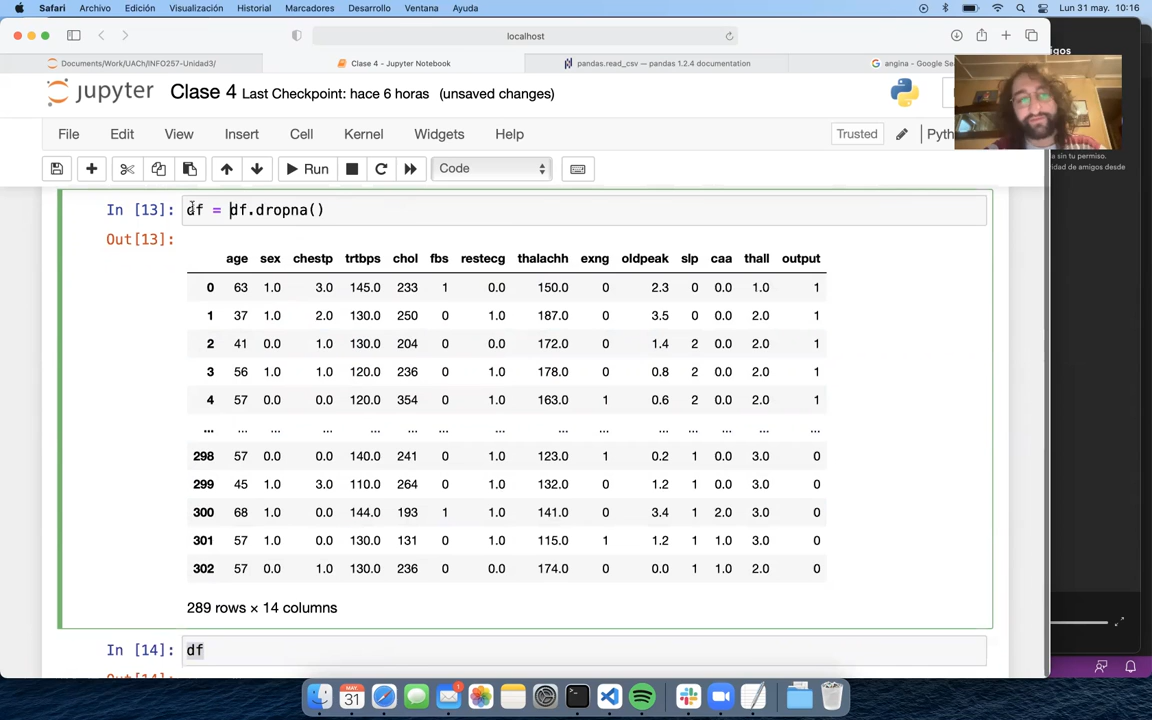 Safari Archivo Edición Visualización Historial Marcadores Desarrollo Ventana Ayuda Lun 31 may. 10:16
localhost
Documents/Work/UACh/INFO257-Unidad3/ Clase 4 - Jupyter Notebook pandas.read_csv — pandas 1.2.4 documentation angina - Google Se
igos
jupyter Clase 4 Last Checkpoint: hace 6 horas (unsaved changes)
File Edit View Insert Cell Kernel Widgets Help Trusted Pyth
a sin tu permiso.
ridad de amigos desde
Run Code
In [13]: df = df.dropna()
Out[13]:
age sex chestp trtbps chol fbs restecg thalachh exng oldpeak slp caa thall output
0 63 1.0 3.0 145.0 233 1 0.0 150.0 0 2.3 0 0.0 1.0 1
1 37 1.0 2.0 130.0 250 0 1.0 187.0 0 3.5 0 0.0 2.0 1
2 41 0.0 1.0 130.0 204 0 0.0 172.0 0 1.4 2 0.0 2.0 1
3 56 1.0 1.0 120.0 236 0 1.0 178.0 0 0.8 2 0.0 2.0 1
4 57 0.0 0.0 120.0 354 0 1.0 163.0 1 0.6 2 0.0 2.0 1
... ... ... ... ... ... ... ... ... ... ... ... ... ... ...
298 57 0.0 0.0 140.0 241 0 1.0 123.0 1 0.2 1 0.0 3.0 0
299 45 1.0 3.0 110.0 264 0 1.0 132.0 0 1.2 1 0.0 3.0 0
300 68 1.0 0.0 144.0 193 1 1.0 141.0 0 3.4 1 2.0 3.0 0
301 57 1.0 0.0 130.0 131 0 1.0 115.0 1 1.2 1 1.0 3.0 0
302 57 0.0 1.0 130.0 236 0 0.0 174.0 0 0.0 1 1.0 2.0 0
289 rows × 14 columns
In [14]: df
MAY. 31
1